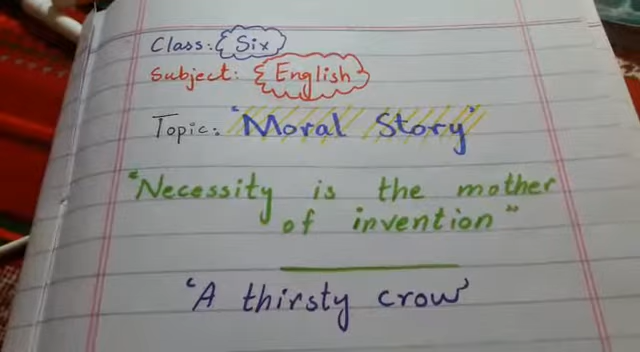 Class: Six
Subject: English
Topic: "Moral Story"
"Necessity is the mother
of invention"
'A thirsty crow'